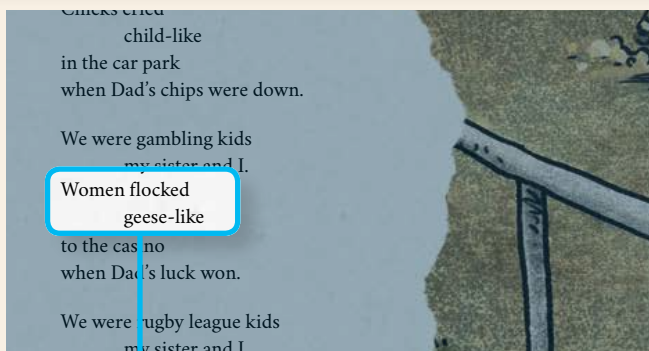 Chicks cried
child-like
in the car park
when Dad's chips were down.
We were gambling kids
my sister and I.
Women flocked
geese-like
to the casino
when Dad's luck won.
We were rugby league kids
my sister and I